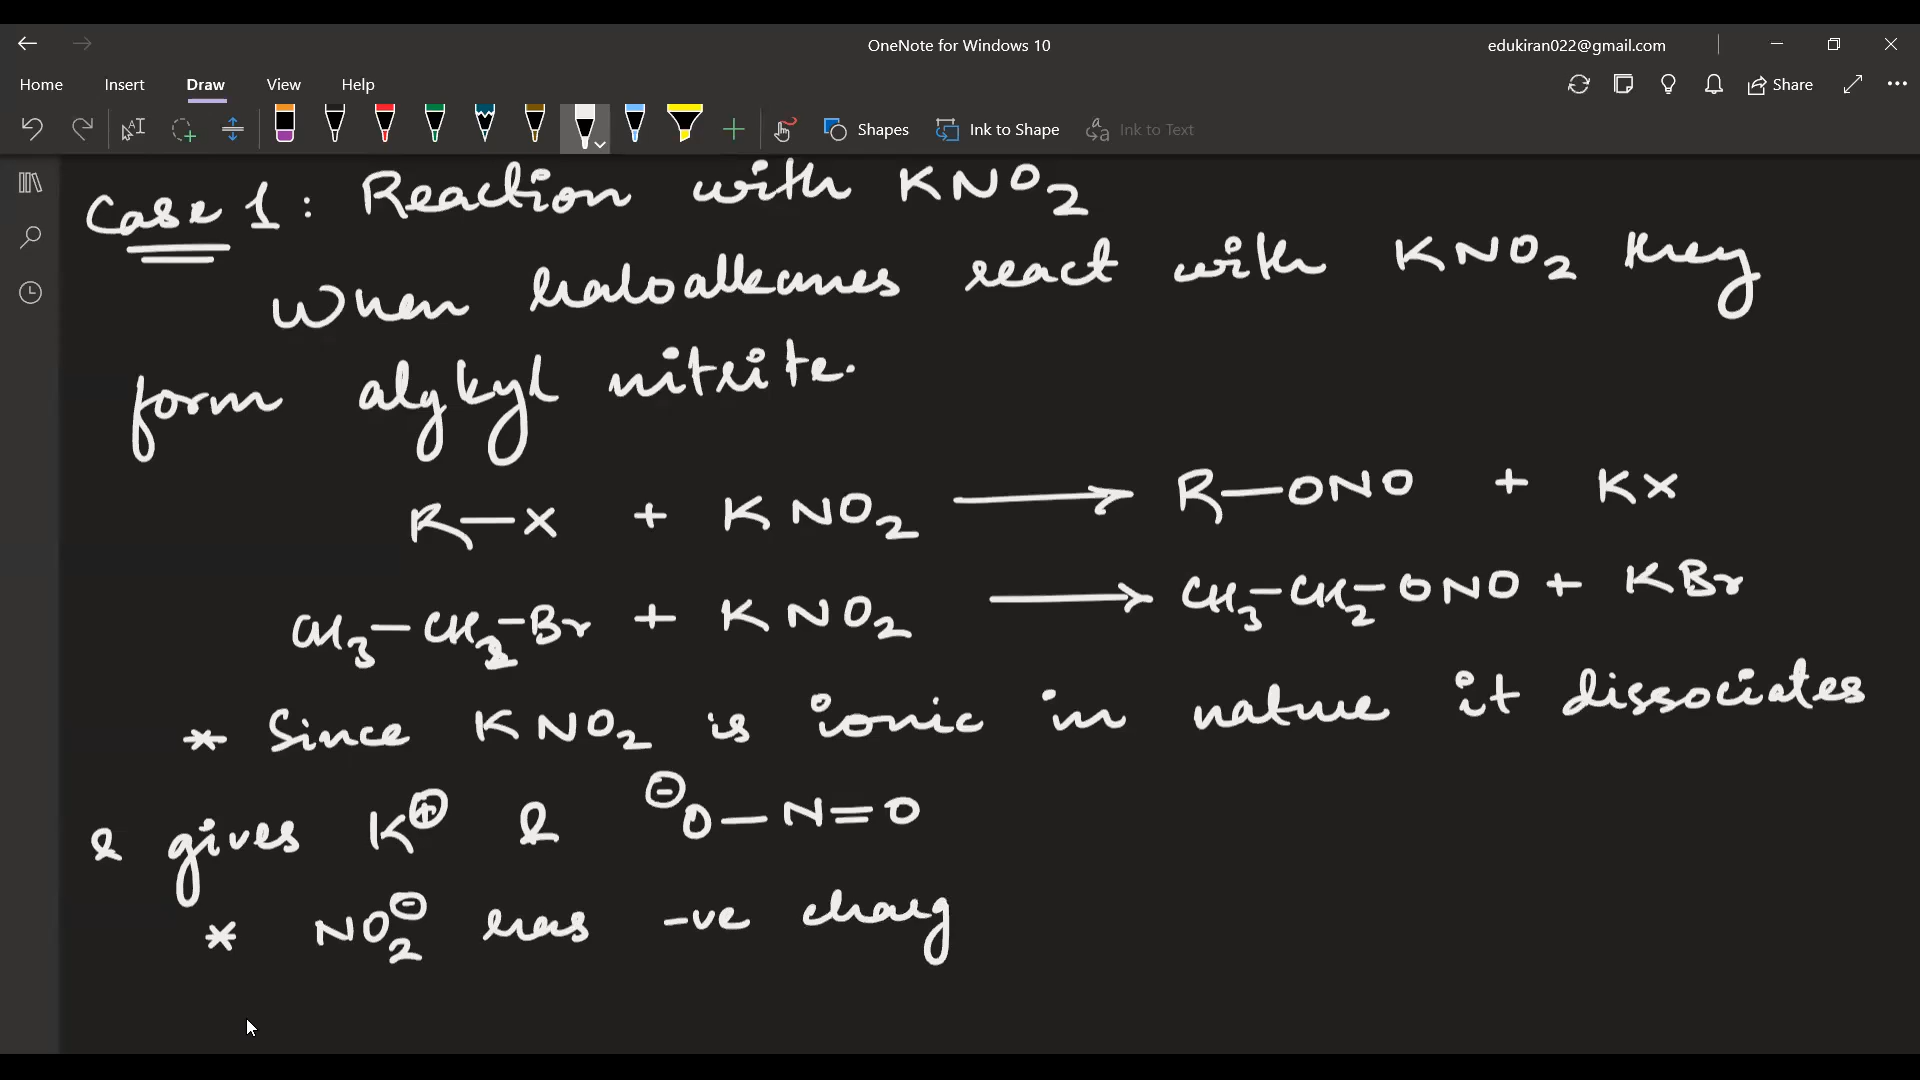 OneNote for Windows 10
edukiran022@gmail.com
Home Insert Draw View Help
Share
Shapes Ink to Shape Ink to Text
Case 1: Reaction with KNO2
When haloalkanes react with KNO2 they
form algkyl nitrite.
R—X + KNO2 ⟶ R—ONO + KX
CH3—CH2—Br + KNO2 ⟶ CH3—CH2—ONO + KBr
* Since KNO2 is ionic in nature it dissociates
& gives K⊕ & ⊖O—N=O
* NO2⊖ has -ve charg